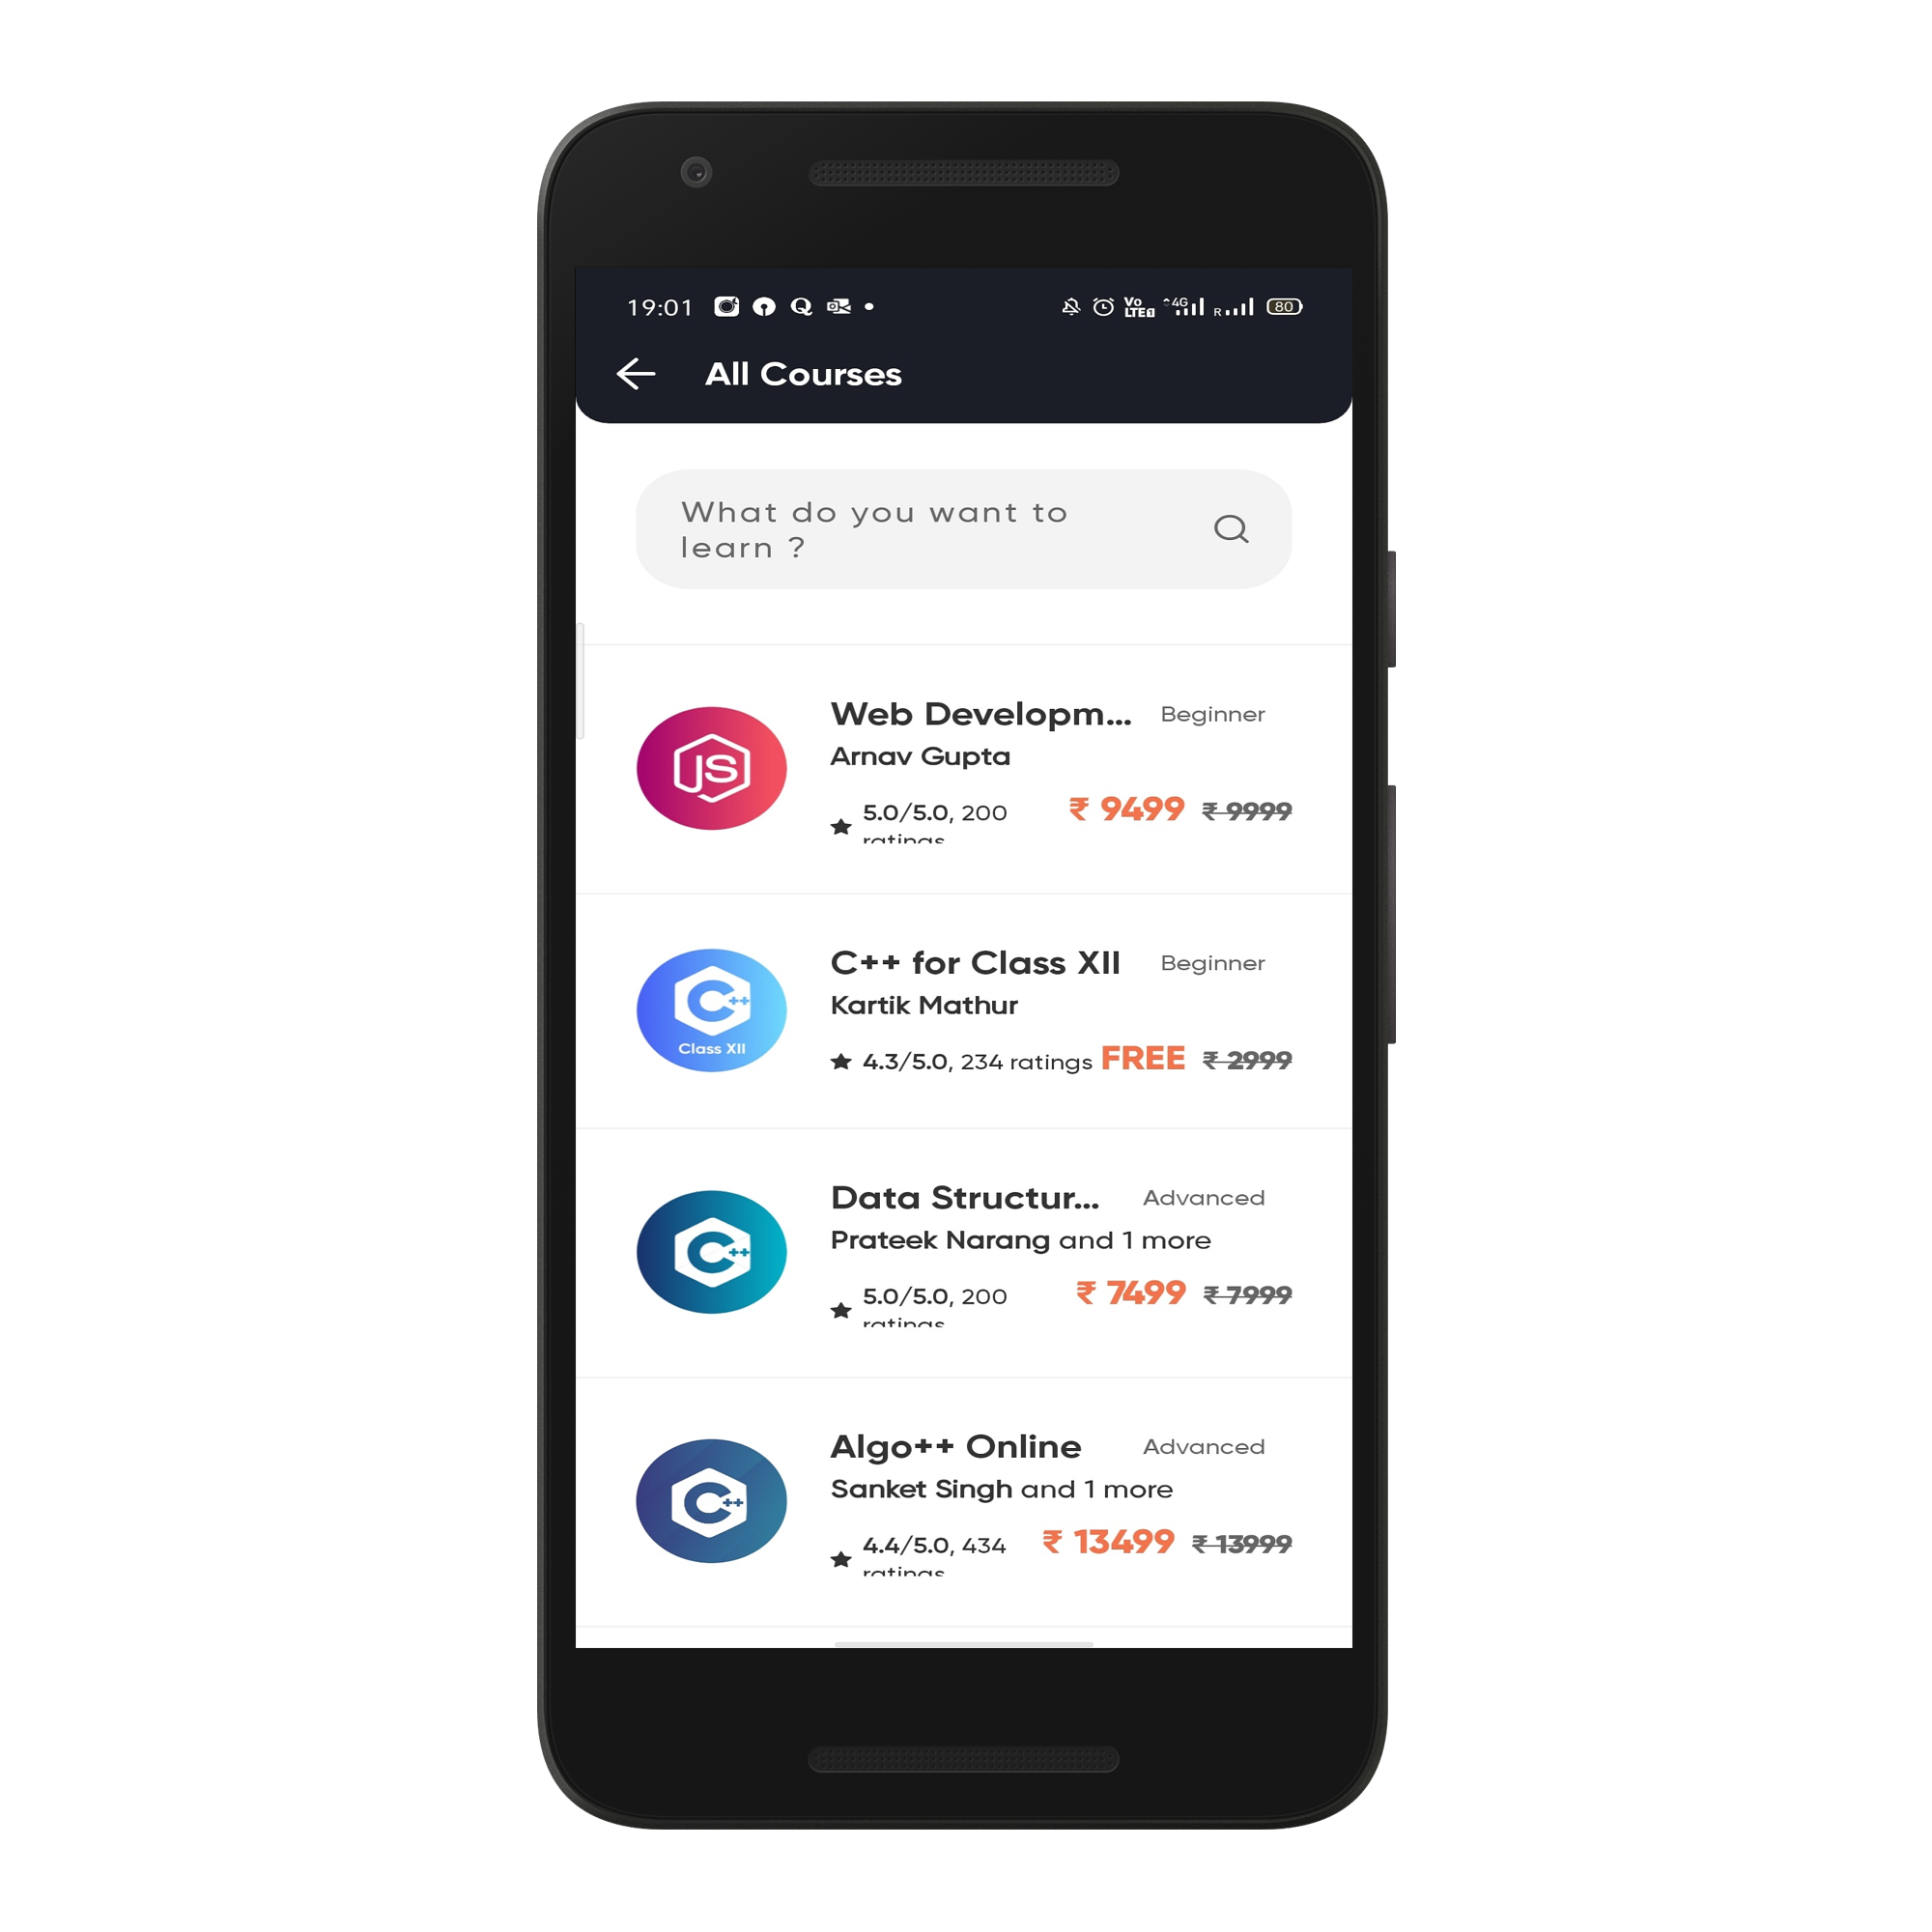 19:01
Vo LTE1 4G R 80
All Courses
What do you want to
learn ?
JS
Web Developm... Beginner
Arnav Gupta
5.0/5.0, 200 ₹ 9499 ₹ 9999
ratings
C++
Class XII
C++ for Class XII Beginner
Kartik Mathur
4.3/5.0, 234 ratings FREE ₹ 2999
C++
Data Structur... Advanced
Prateek Narang and 1 more
5.0/5.0, 200 ₹ 7499 ₹ 7999
ratings
C++
Algo++ Online Advanced
Sanket Singh and 1 more
4.4/5.0, 434 ₹ 13499 ₹ 13999
ratings